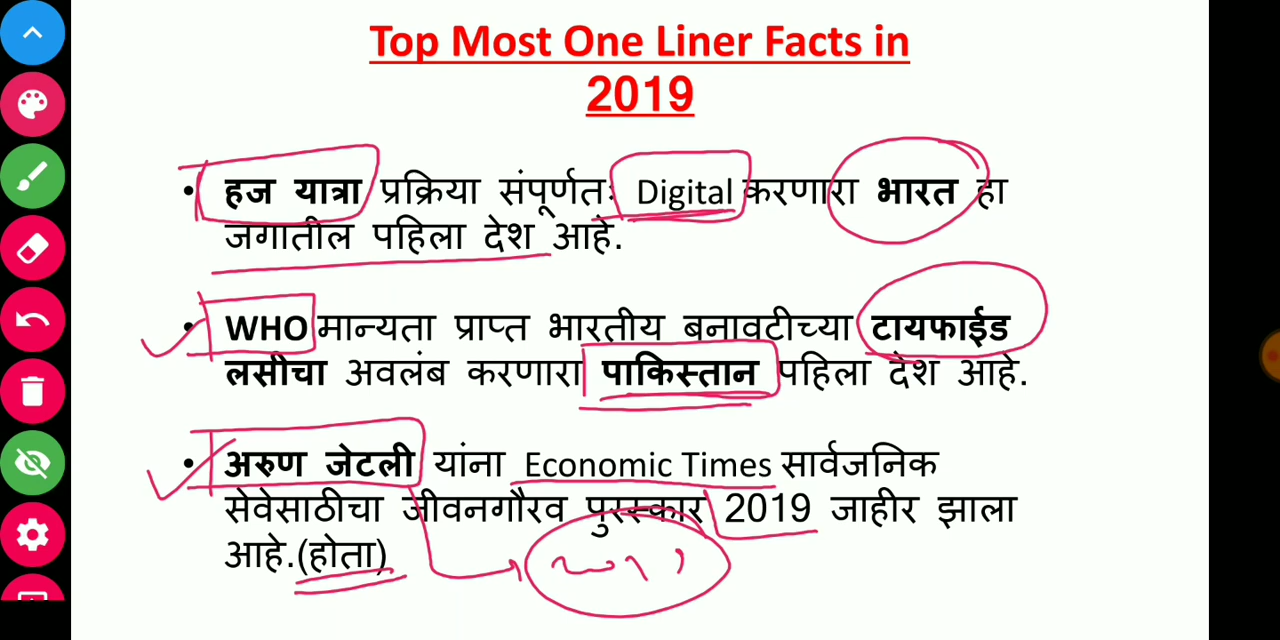 Top Most One Liner Facts in
2019
• हज यात्रा प्रक्रिया संपूर्णतः Digital करणारा भारत हा
जगातील पहिला देश आहे.
• WHO मान्यता प्राप्त भारतीय बनावटीच्या टायफाईड
लसीचा अवलंब करणारा पाकिस्तान पहिला देश आहे.
• अरुण जेटली यांना Economic Times सार्वजनिक
सेवेसाठीचा जीवनगौरव पुरस्कार 2019 जाहीर झाला
आहे.(होता)